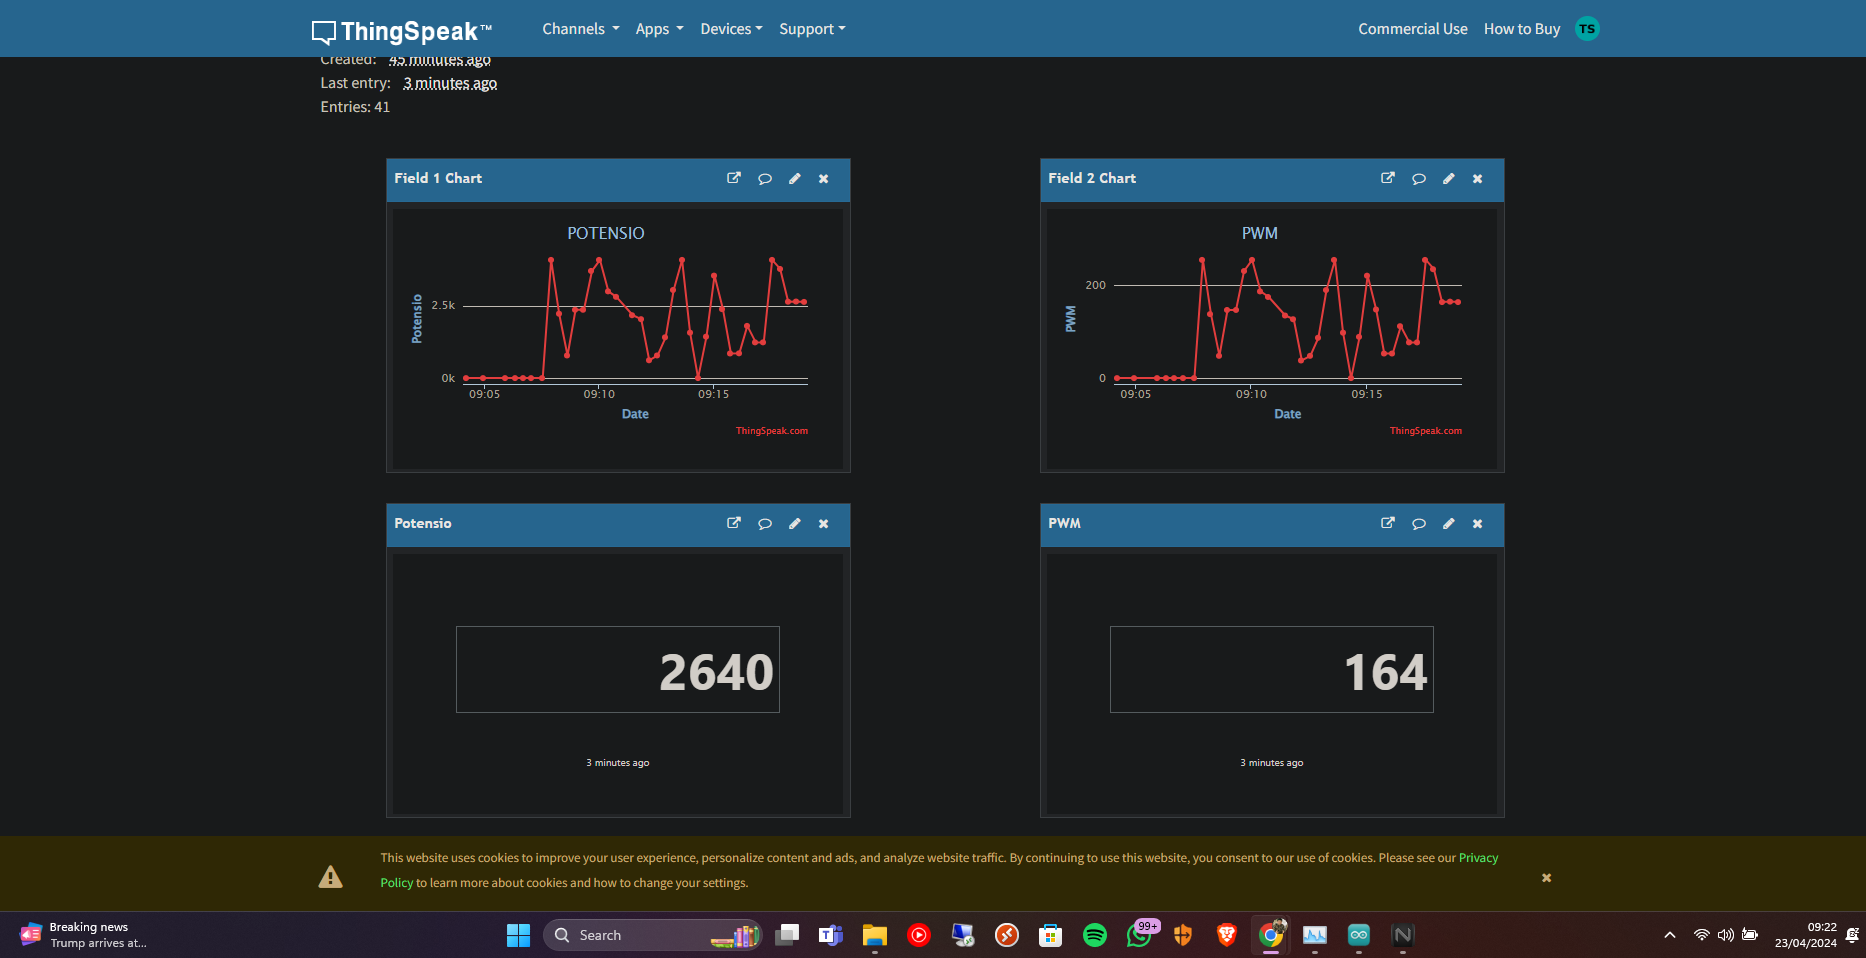 ThingSpeak™ Channels Apps Devices Support Commercial Use How to Buy TS
Created: 45 minutes ago
Last entry: 3 minutes ago
Entries: 41
Field 1 Chart
POTENSIO
Potensio
2.5k
0k
09:05 09:10 09:15
Date
ThingSpeak.com
Field 2 Chart
PWM
PWM
200
0
09:05 09:10 09:15
Date
ThingSpeak.com
Potensio
2640
3 minutes ago
PWM
164
3 minutes ago
This website uses cookies to improve your user experience, personalize content and ads, and analyze website traffic. By continuing to use this website, you consent to our use of cookies. Please see our Privacy
Policy to learn more about cookies and how to change your settings.
Breaking news
Trump arrives at...
Search
99+
09:22
23/04/2024